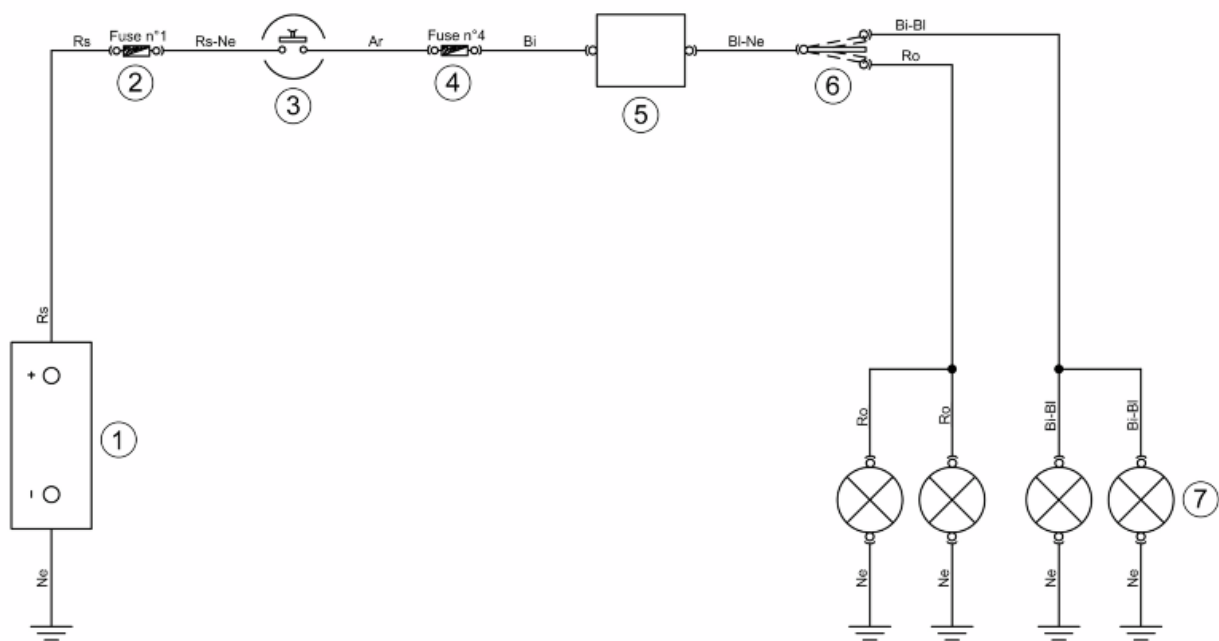 Rs
Fuse n°1
Rs-Ne
Ar
Fuse n°4
Bi
Bl-Ne
Bi-Bl
Ro
2
3
4
5
6
Rs
+
-
1
Ro
Ro
Bi-Bl
Bi-Bl
7
Ne
Ne
Ne
Ne
Ne